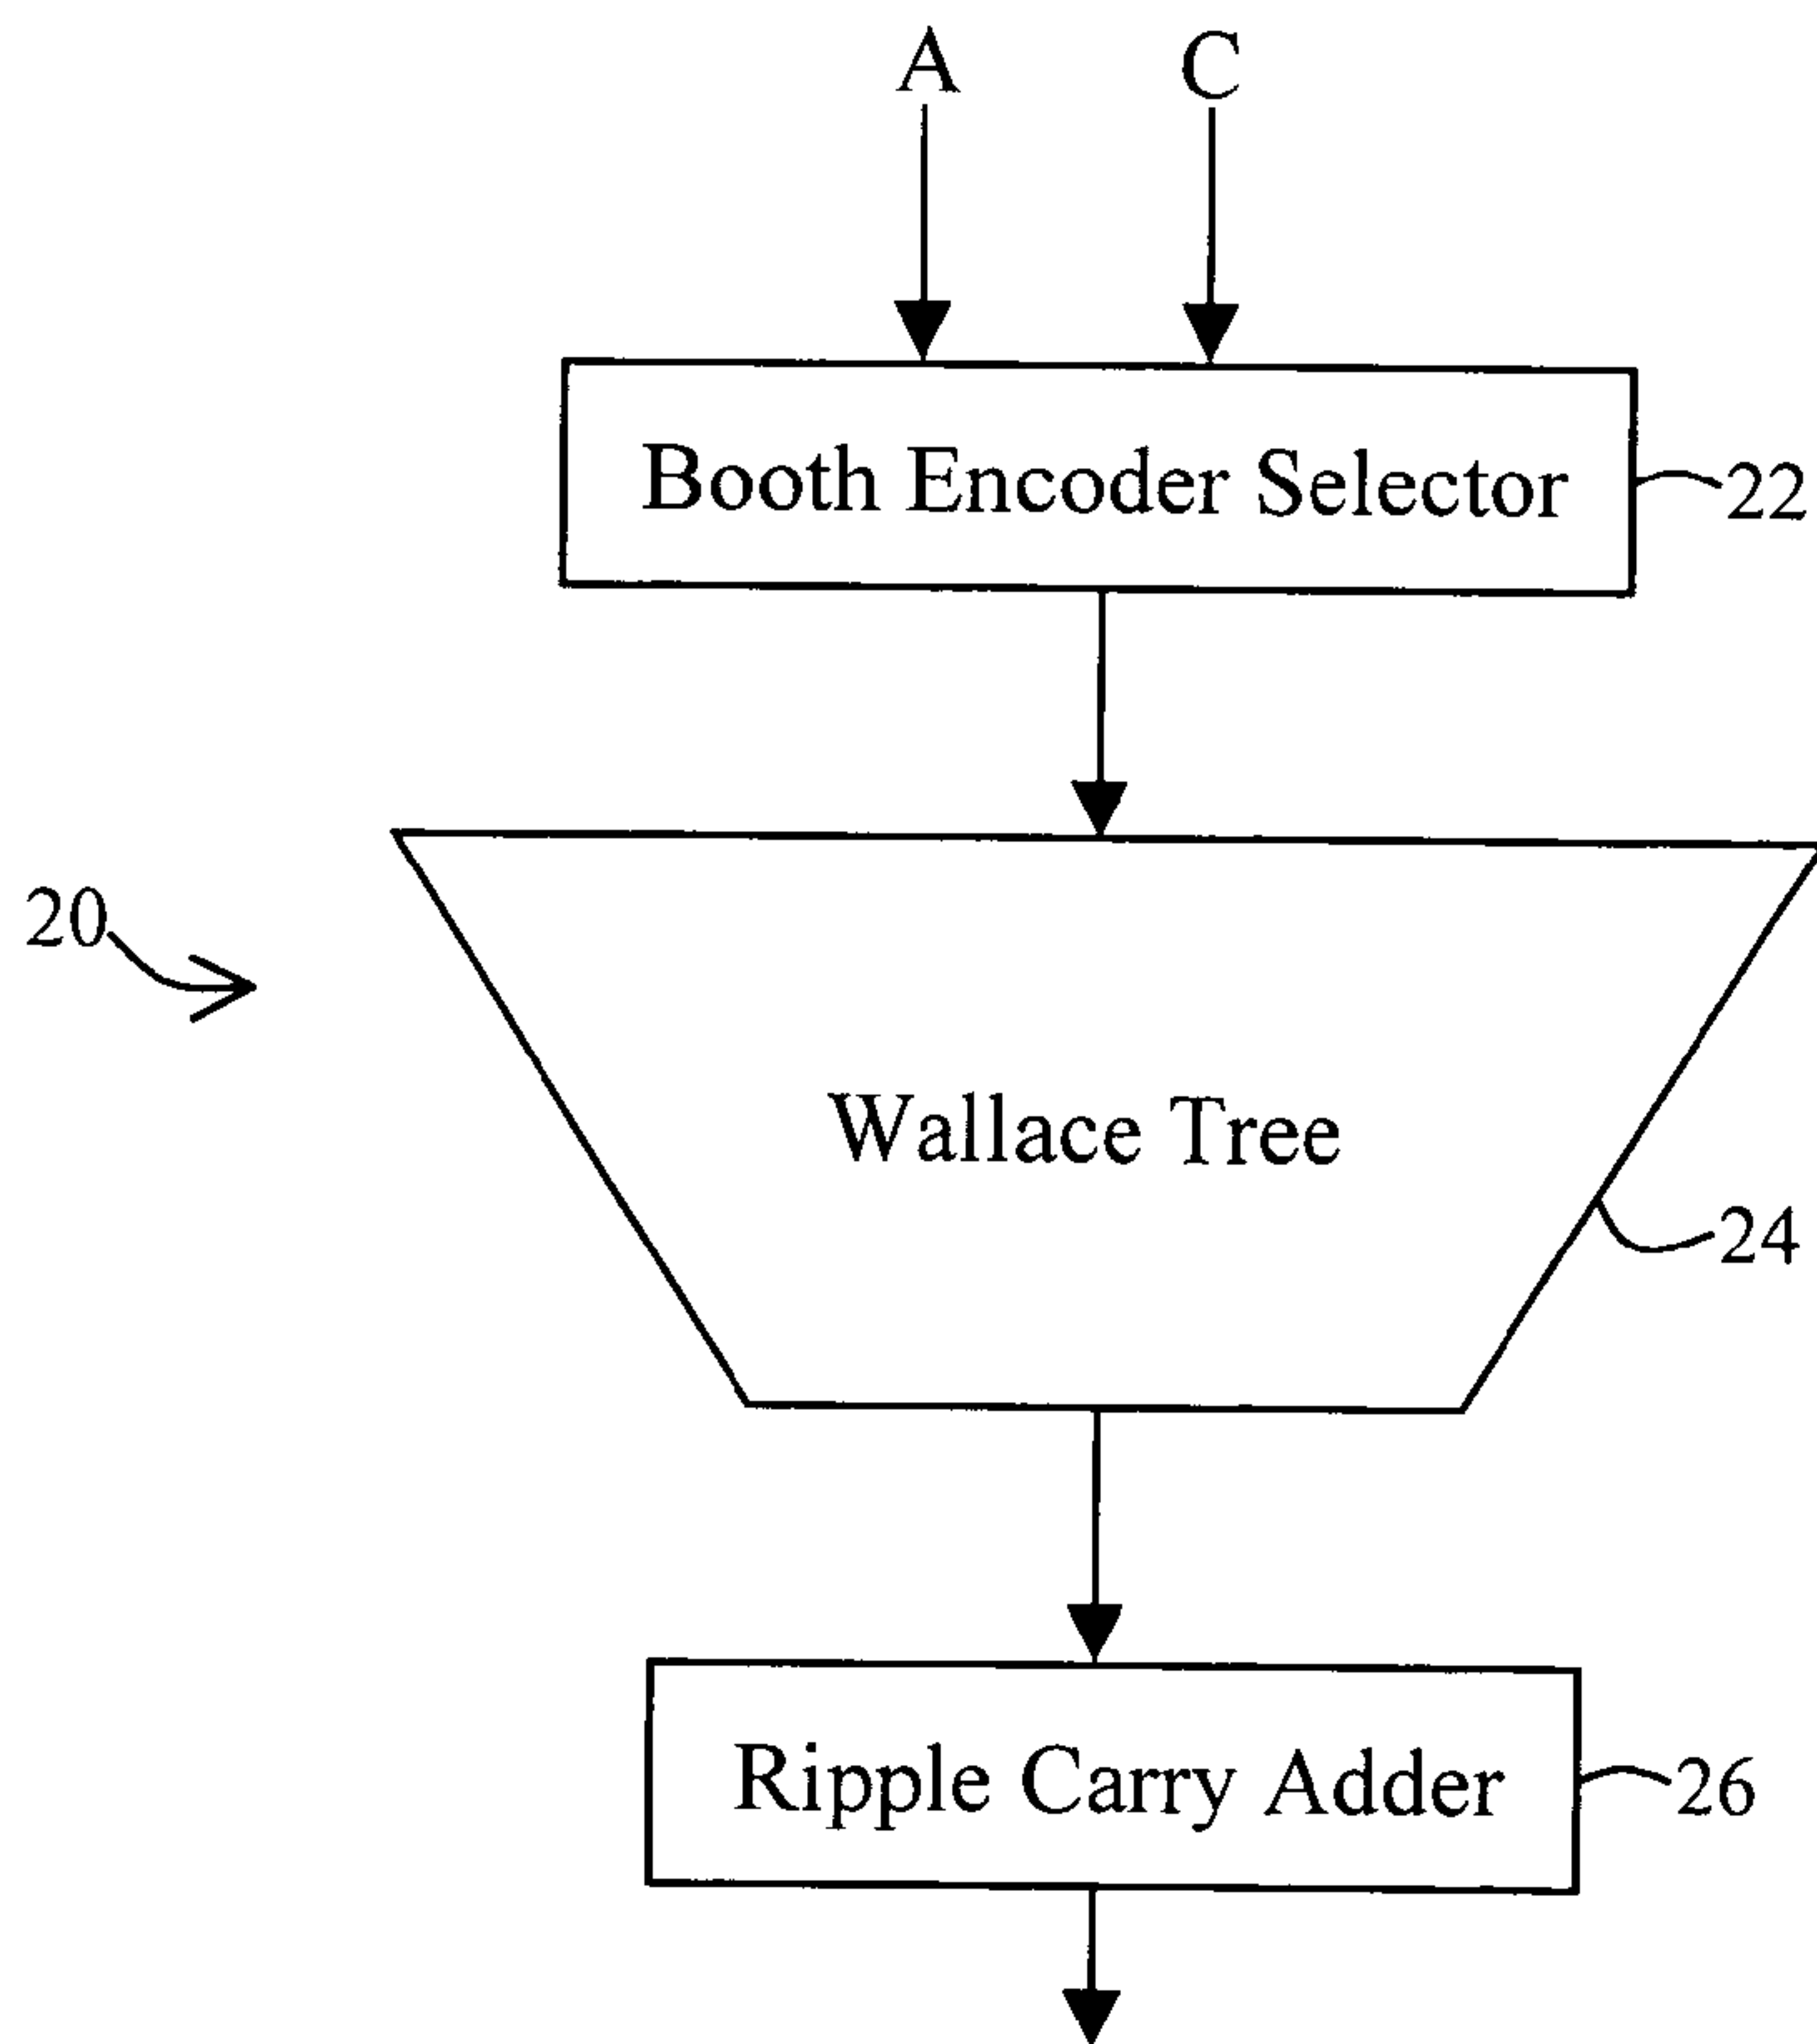 A C
Booth Encoder Selector 22
20
Wallace Tree
24
Ripple Carry Adder 26